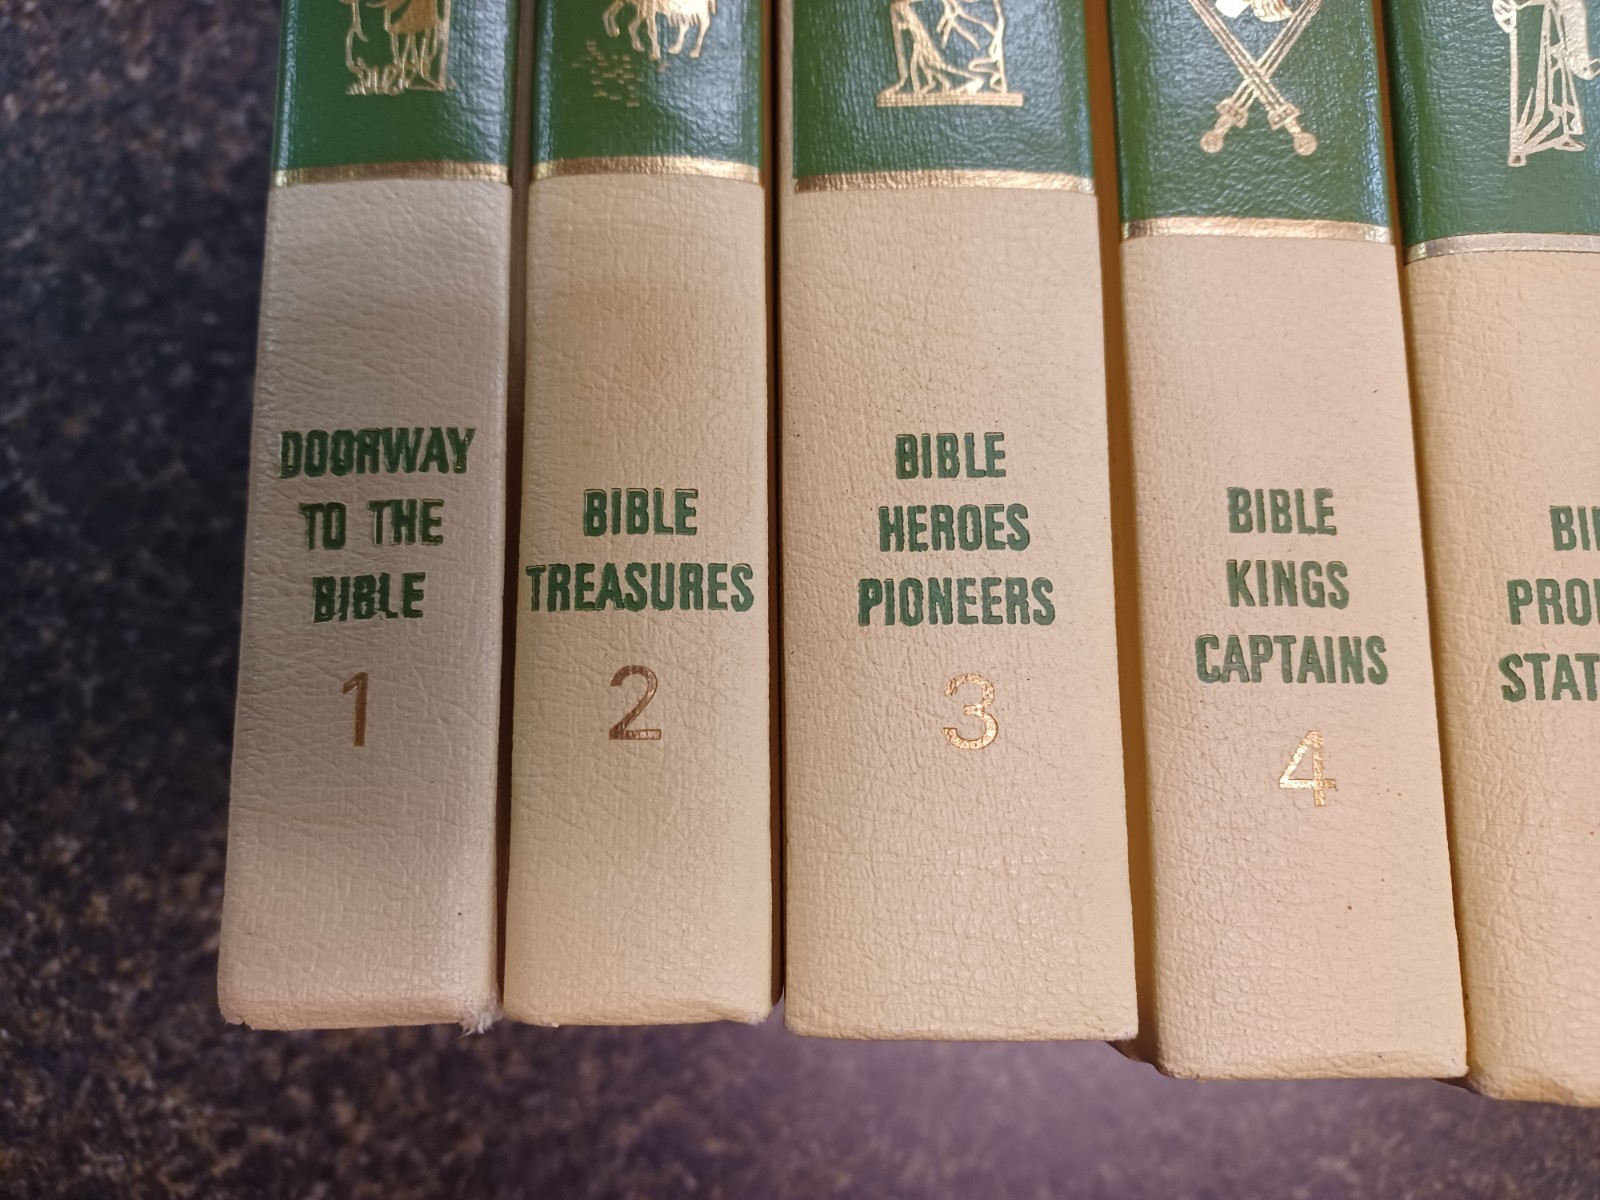 DOORWAY
TO THE
BIBLE
1
BIBLE
TREASURES
2
BIBLE
HEROES
PIONEERS
3
BIBLE
KINGS
CAPTAINS
4